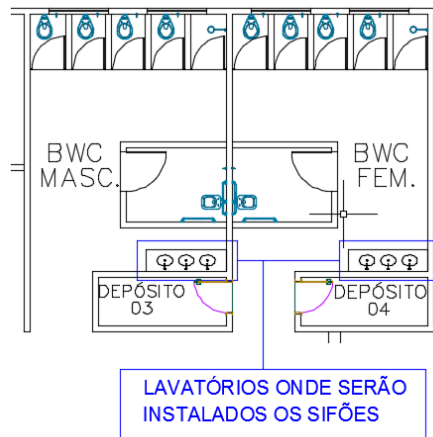 BWC
MASC.
BWC
FEM.
DEPÓSITO
03
DEPÓSITO
04
LAVATÓRIOS ONDE SERÃO
INSTALADOS OS SIFÕES